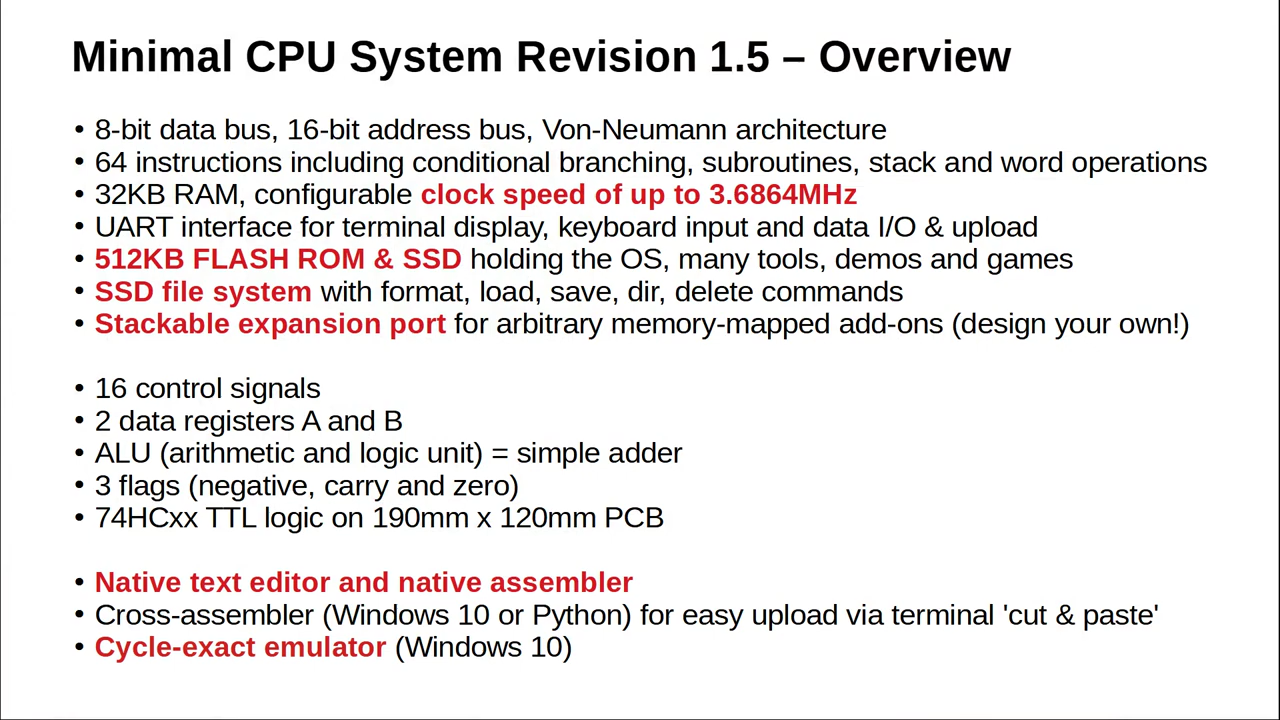 Minimal CPU System Revision 1.5 – Overview
• 8-bit data bus, 16-bit address bus, Von-Neumann architecture
• 64 instructions including conditional branching, subroutines, stack and word operations
• 32KB RAM, configurable clock speed of up to 3.6864MHz
• UART interface for terminal display, keyboard input and data I/O & upload
• 512KB FLASH ROM & SSD holding the OS, many tools, demos and games
• SSD file system with format, load, save, dir, delete commands
• Stackable expansion port for arbitrary memory-mapped add-ons (design your own!)
• 16 control signals
• 2 data registers A and B
• ALU (arithmetic and logic unit) = simple adder
• 3 flags (negative, carry and zero)
• 74HCxx TTL logic on 190mm x 120mm PCB
• Native text editor and native assembler
• Cross-assembler (Windows 10 or Python) for easy upload via terminal 'cut & paste'
• Cycle-exact emulator (Windows 10)